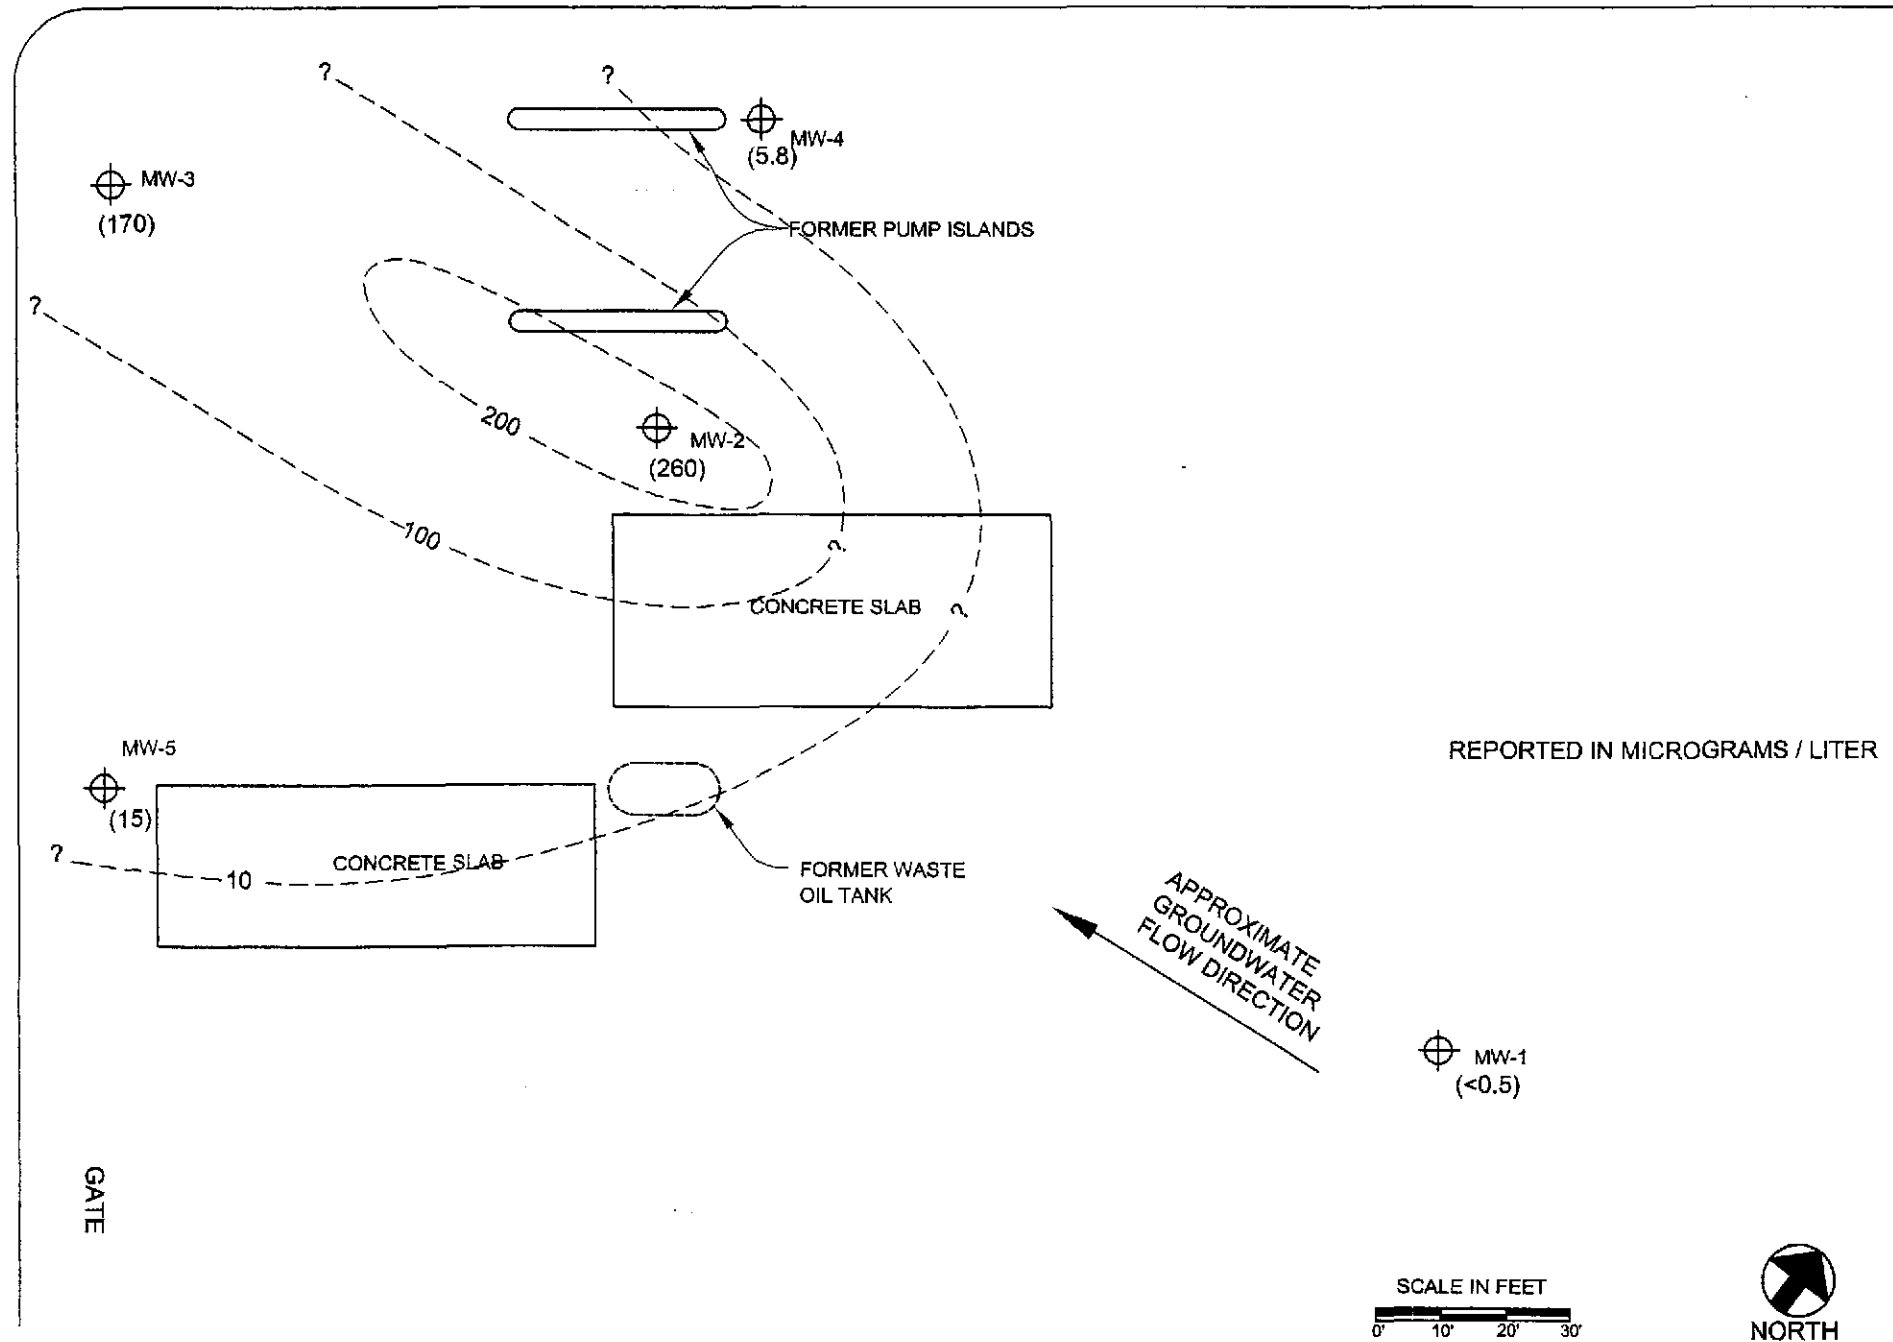 ?
?
MW-4
(5.8)
MW-3
(170)
FORMER PUMP ISLANDS
?
200
MW-2
(260)
100
?
CONCRETE SLAB
?
MW-5
(15)
REPORTED IN MICROGRAMS / LITER
?
10
CONCRETE SLAB
FORMER WASTE
OIL TANK
APPROXIMATE
GROUNDWATER
FLOW DIRECTION
MW-1
(<0.5)
GATE
SCALE IN FEET
0' 10' 20' 30'
NORTH